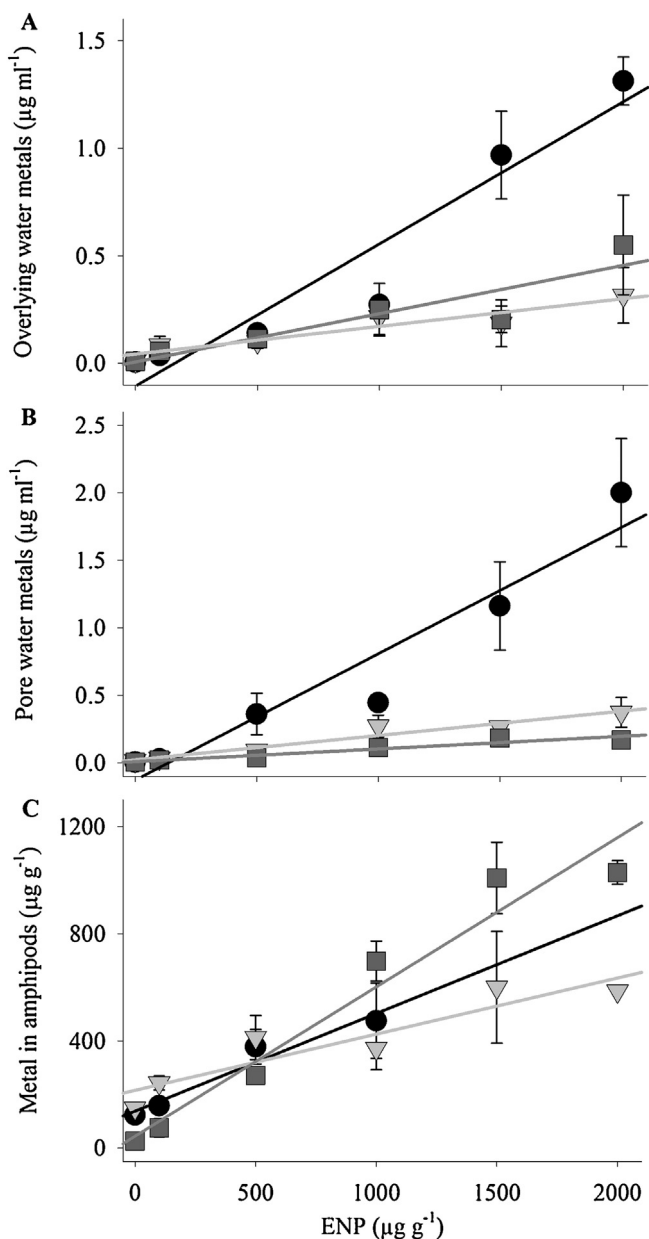 A
Overlying water metals (µg ml⁻¹)
1.5
1.0
0.5
0.0
B
Pore water metals (µg ml⁻¹)
2.5
2.0
1.5
1.0
0.5
0.0
C
Metal in amphipods (µg g⁻¹)
1200
800
400
0
0 500 1000 1500 2000
ENP (µg g⁻¹)